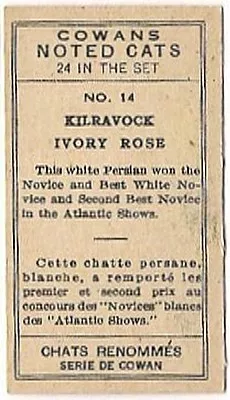 COWANS
NOTED CATS
24 IN THE SET
NO. 14
KILRAVOCK
IVORY ROSE
This white Persian won the
Novice and Best White No-
vice and Second Best Novice
in the Atlantic Shows.
Cette chatte persane,
blanche, a remporté les
premier et second prix au
concours des "Novices" blancs
des "Atlantic Shows."
CHATS RENOMMÉS
SERIE DE COWAN